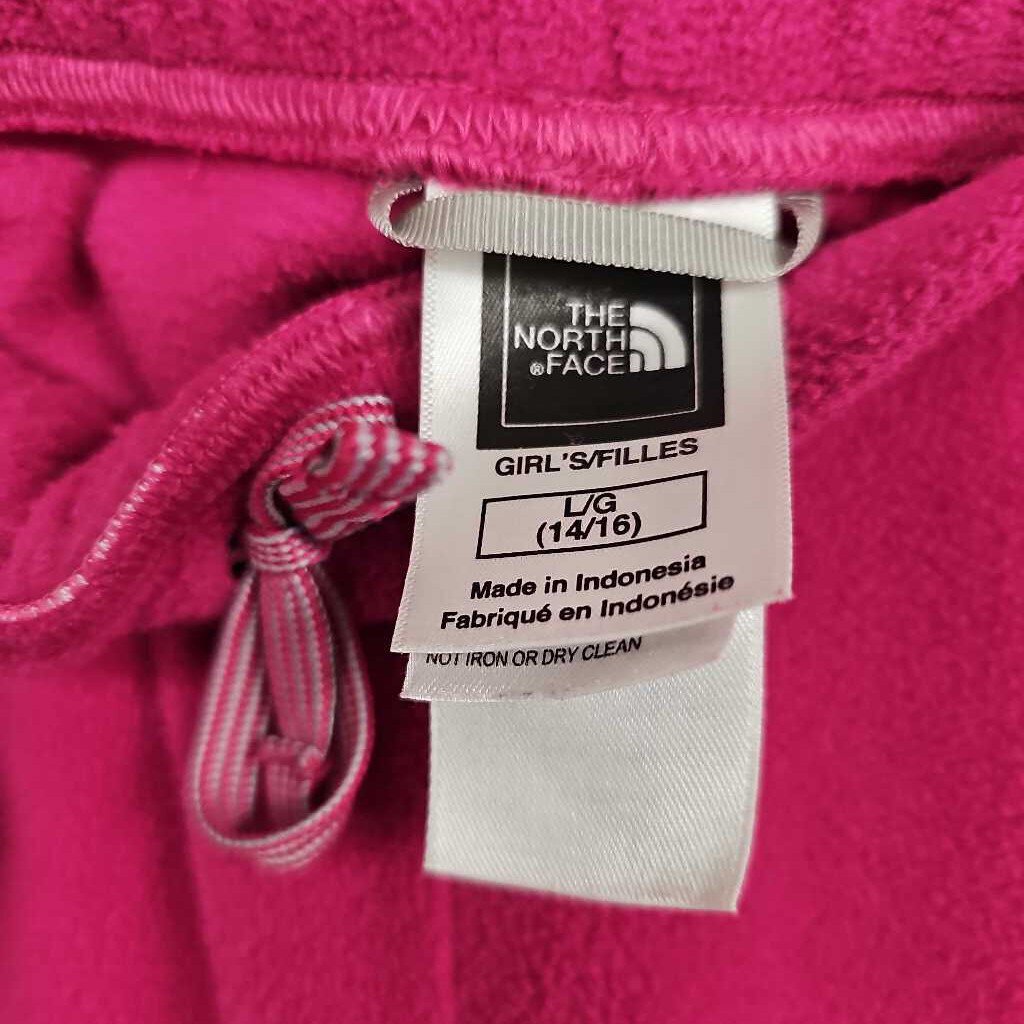 THE
NORTH
®FACE
GIRL'S/FILLES
L/G
(14/16)
Made in Indonesia
Fabriqué en Indonésie
NOT IRON OR DRY CLEAN